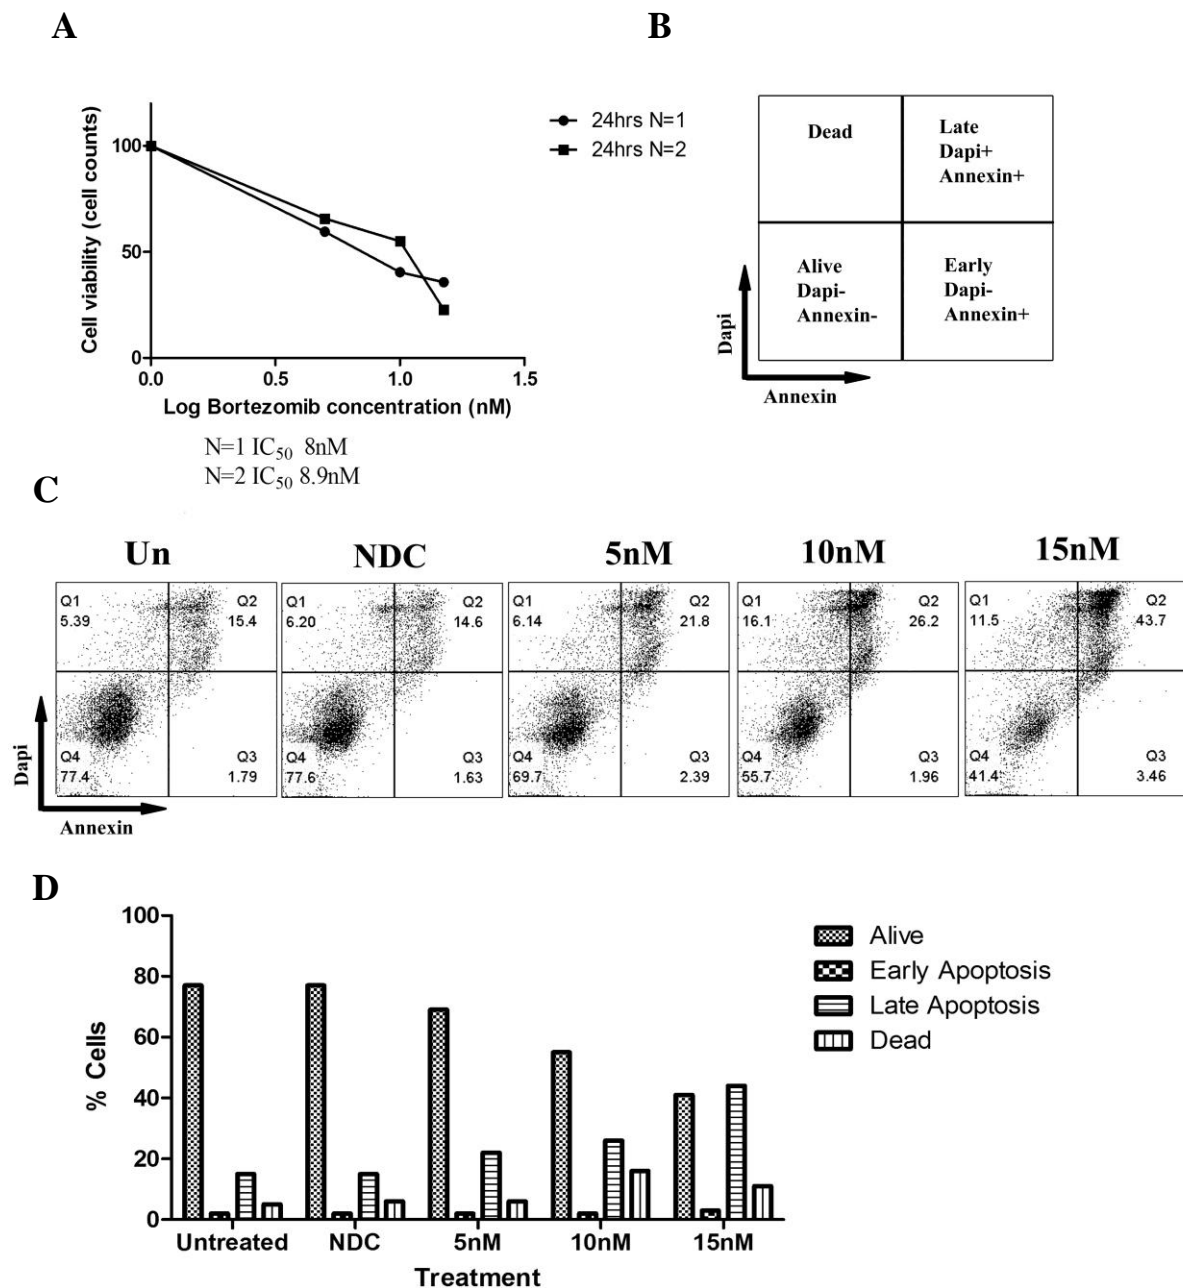 A
100
50
0
0.0
0.5
1.0
1.5
Cell viability (cell counts)
Log Bortezomib concentration (nM)
24hrs N=1
24hrs N=2
N=1 IC50 8nM
N=2 IC50 8.9nM
B
Dead
Late
Dapi+
Annexin+
Alive
Dapi-
Annexin-
Early
Dapi-
Annexin+
Dapi
Annexin
C
Un
Q1
5.39
Q2
15.4
Q4
77.4
Q3
1.79
NDC
Q1
6.20
Q2
14.6
Q4
77.6
Q3
1.63
5nM
Q1
6.14
Q2
21.8
Q4
69.7
Q3
2.39
10nM
Q1
16.1
Q2
26.2
Q4
55.7
Q3
1.96
15nM
Q1
11.5
Q2
43.7
Q4
41.4
Q3
3.46
Dapi
Annexin
D
100
80
60
40
20
0
% Cells
Untreated
NDC
5nM
10nM
15nM
Treatment
Alive
Early Apoptosis
Late Apoptosis
Dead